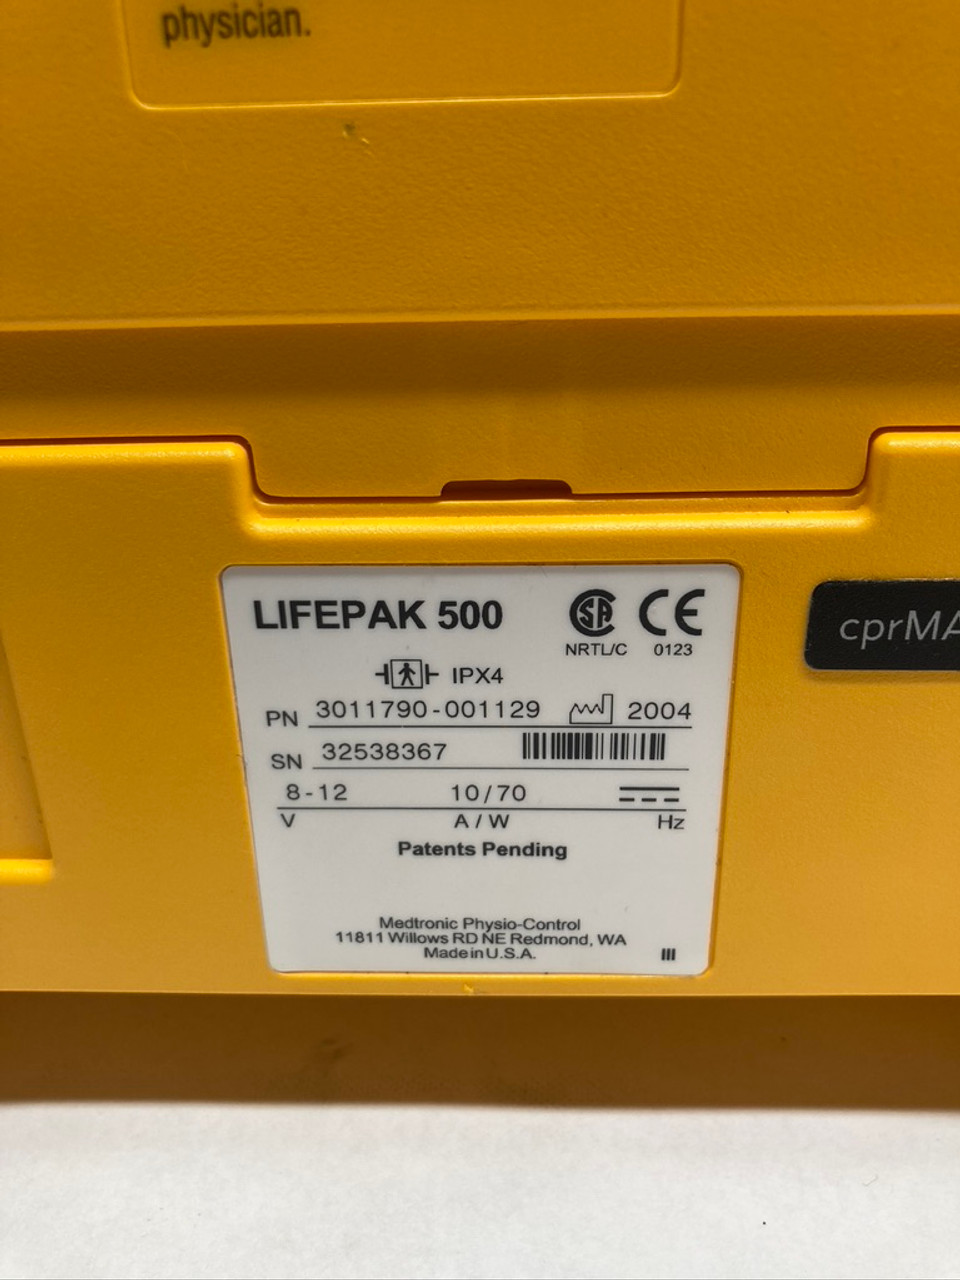 physician.
LIFEPAK 500
NRTL/C 0123
IPX4
PN 3011790-001129 2004
SN 32538367
8-12 10/70
V A/W Hz
Patents Pending
Medtronic Physio-Control
11811 Willows RD NE Redmond, WA
Made in U.S.A.
III
cprMA